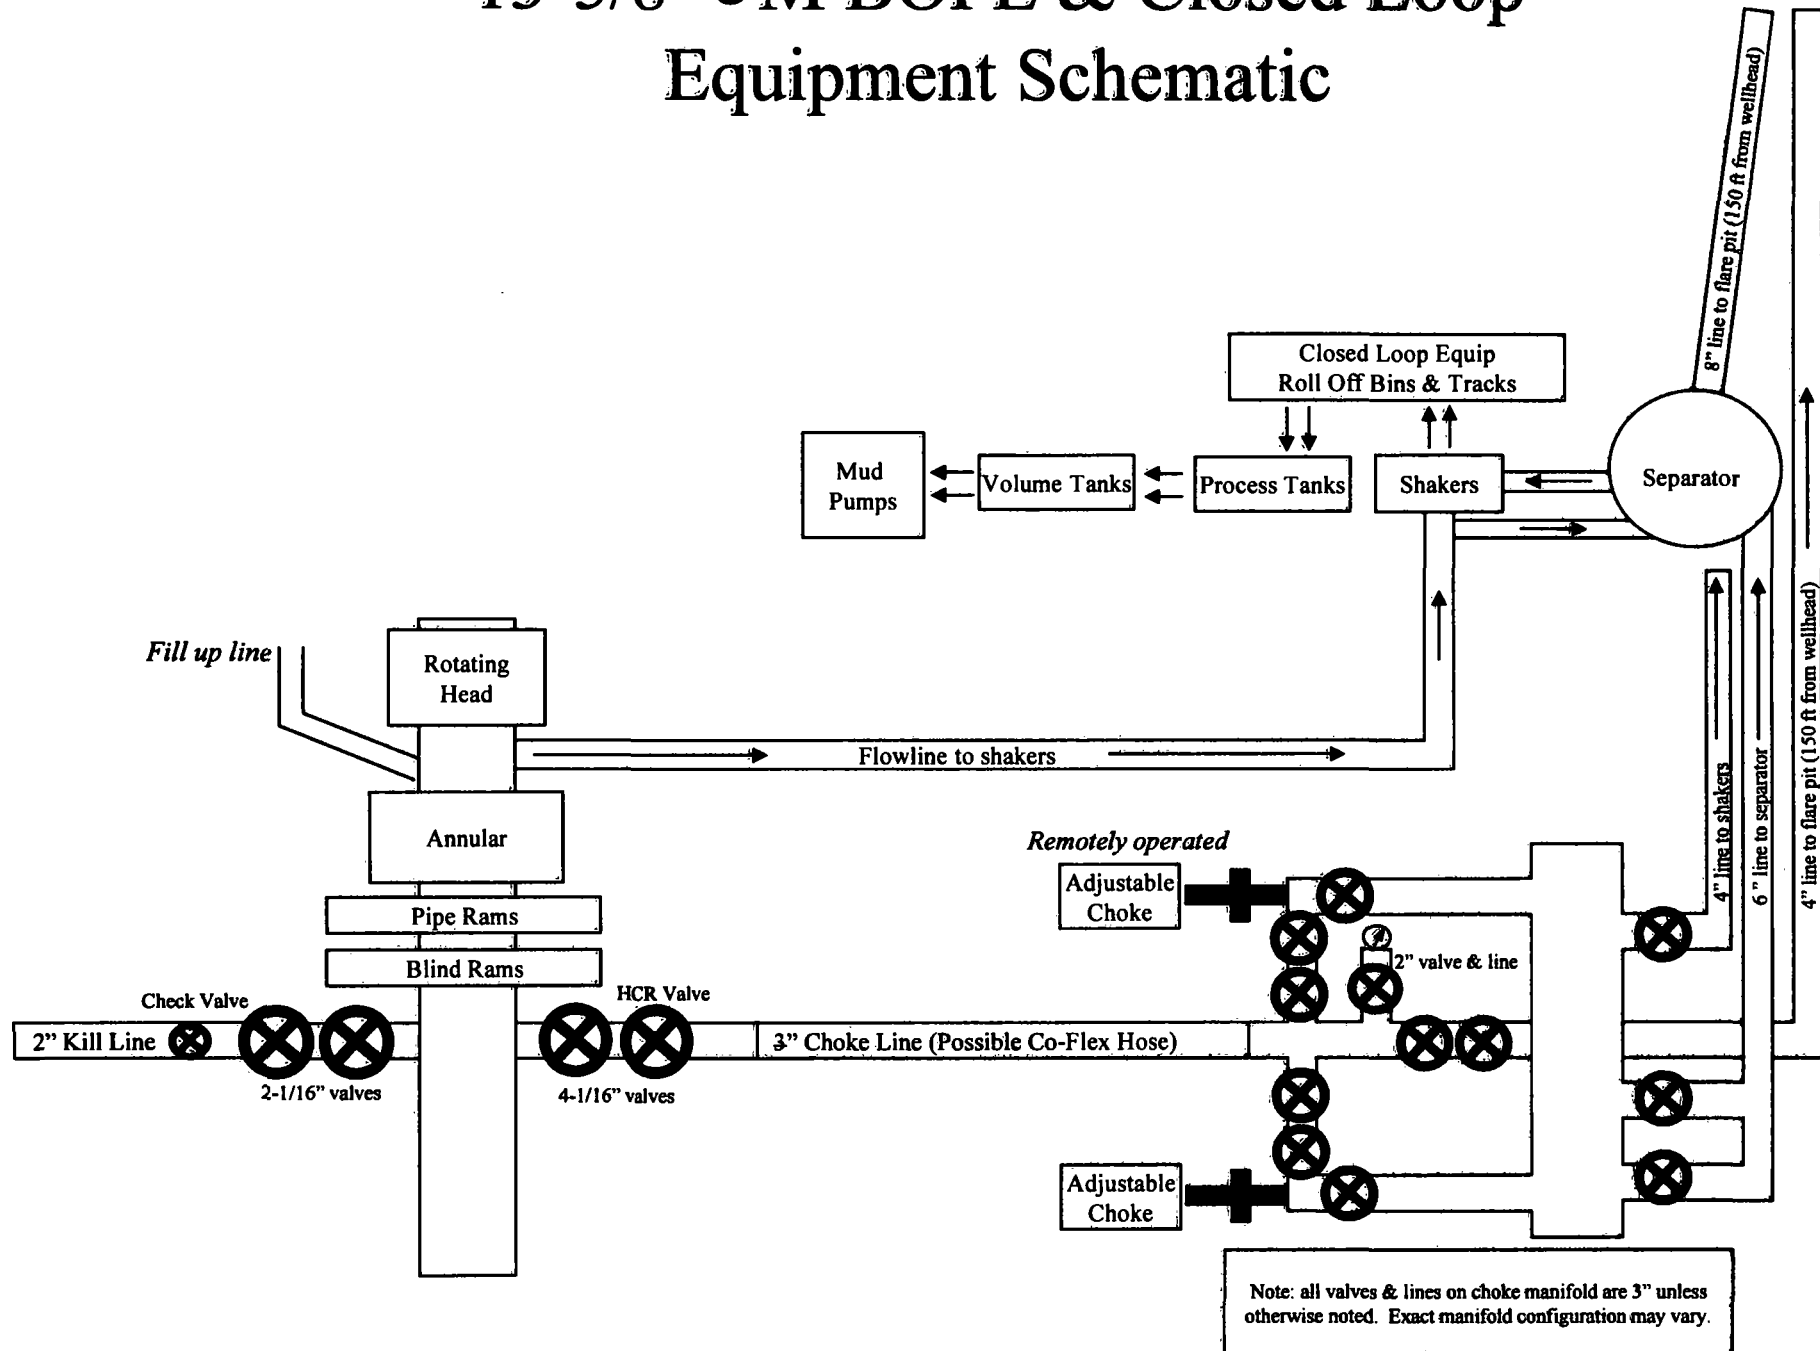 BOPE & Closed Loop
Equipment Schematic
8” line to flare pit (150 ft from wellhead)
Closed Loop Equip
Roll Off Bins & Tracks
Mud
Pumps
Volume Tanks
Process Tanks
Shakers
Separator
Fill up line
Rotating
Head
Flowline to shakers
Annular
Pipe Rams
Blind Rams
Check Valve
HCR Valve
2” Kill Line
3” Choke Line (Possible Co-Flex Hose)
2-1/16” valves
4-1/16” valves
Remotely operated
Adjustable
Choke
2” valve & line
Adjustable
Choke
4” line to shakers
6” line to separator
4” line to flare pit (150 ft from wellhead)
Note: all valves & lines on choke manifold are 3” unless
otherwise noted. Exact manifold configuration may vary.